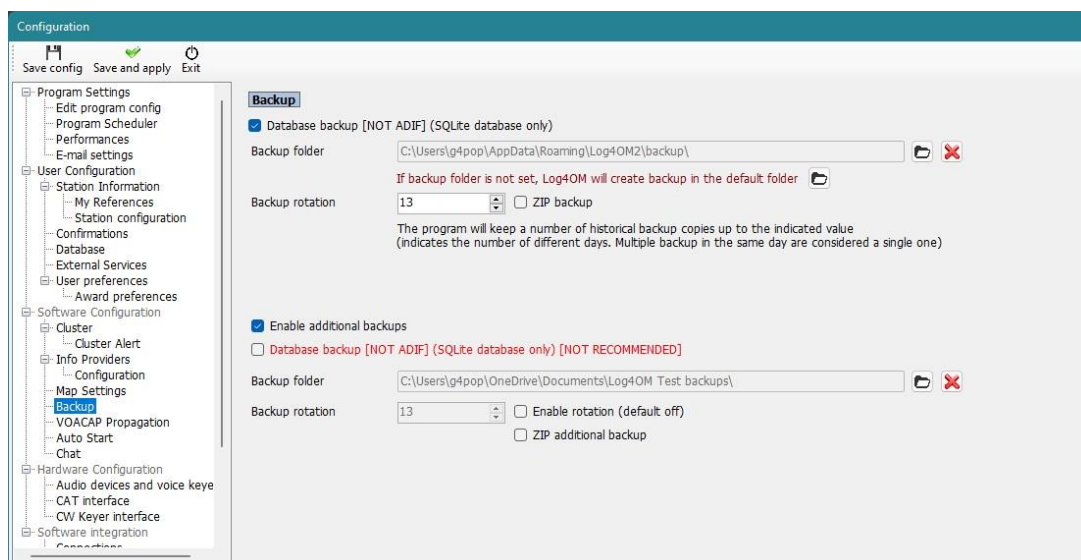 Configuration
Save config Save and apply Exit
Program Settings
Edit program config
Program Scheduler
Performances
E-mail settings
User Configuration
Station Information
My References
Station configuration
Confirmations
Database
External Services
User preferences
Award preferences
Software Configuration
Cluster
Cluster Alert
Info Providers
Configuration
Map Settings
Backup
VOACAP Propagation
Auto Start
Chat
Hardware Configuration
Audio devices and voice keye
CAT interface
CW Keyer interface
Software integration
Connections
Backup
Database backup [NOT ADIF] (SQLite database only)
Backup folder C:\Users\g4pop\AppData\Roaming\Log4OM2\backup\
If backup folder is not set, Log4OM will create backup in the default folder
Backup rotation 13 ZIP backup
The program will keep a number of historical backup copies up to the indicated value
(indicates the number of different days. Multiple backup in the same day are considered a single one)
Enable additional backups
Database backup [NOT ADIF] (SQLite database only) [NOT RECOMMENDED]
Backup folder C:\Users\g4pop\OneDrive\Documents\Log4OM Test backups\
Backup rotation 13 Enable rotation (default off)
ZIP additional backup